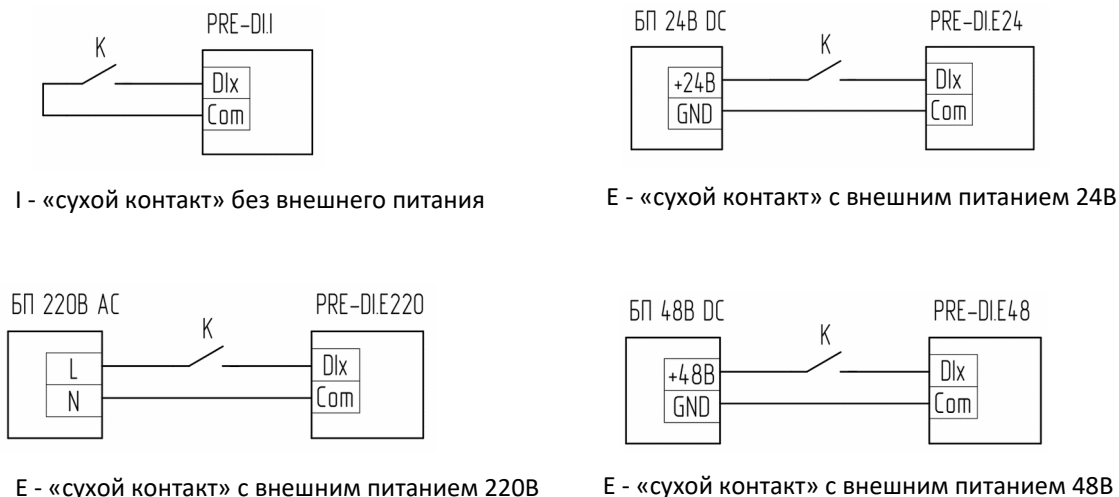 PRE-DI.I
K
DIx
Com
I - «сухой контакт» без внешнего питания
БП 24В DC
PRE-DI.E24
K
+24В
GND
DIx
Com
Е - «сухой контакт» с внешним питанием 24В
БП 220В AC
PRE-DI.E220
K
L
N
DIx
Com
Е - «сухой контакт» с внешним питанием 220В
БП 48В DC
PRE-DI.E48
K
+48В
GND
DIx
Com
Е - «сухой контакт» с внешним питанием 48В